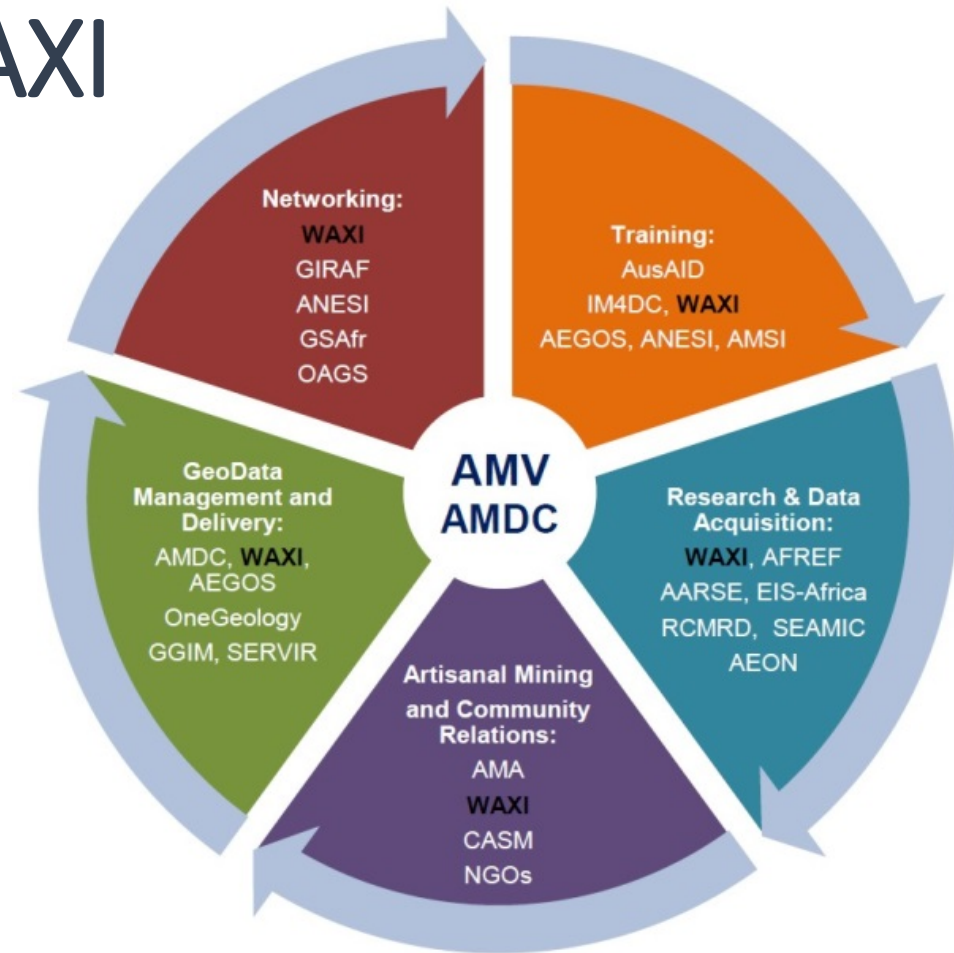 AXI
Networking:
WAXI
GIRAF
ANESI
GSAfr
OAGS
Training:
AusAID
IM4DC, WAXI
AEGOS, ANESI, AMSI
Research & Data
Acquisition:
WAXI, AFREF
AARSE, EIS-Africa
RCMRD, SEAMIC
AEON
Artisanal Mining
and Community
Relations:
AMA
WAXI
CASM
NGOs
GeoData
Management and
Delivery:
AMDC, WAXI,
AEGOS
OneGeology
GGIM, SERVIR
AMV
AMDC